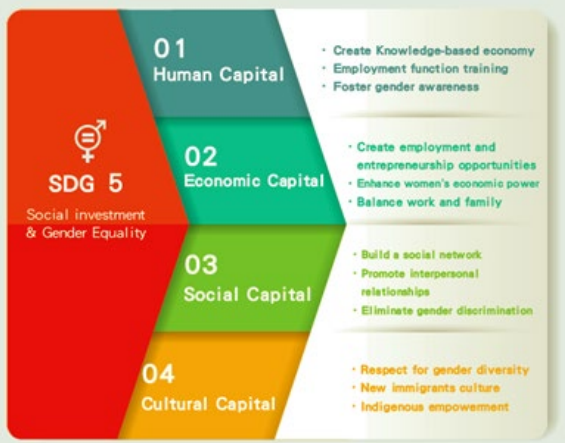 SDG 5
Social investment
& Gender Equality
01
Human Capital
· Create Knowledge-based economy
· Employment function training
· Foster gender awareness
02
Economic Capital
· Create employment and
entrepreneurship opportunities
· Enhance women's economic power
· Balance work and family
03
Social Capital
· Build a social network
· Promote interpersonal
relationships
· Eliminate gender discrimination
04
Cultural Capital
· Respect for gender diversity
· New immigrants culture
· Indigenous empowerment